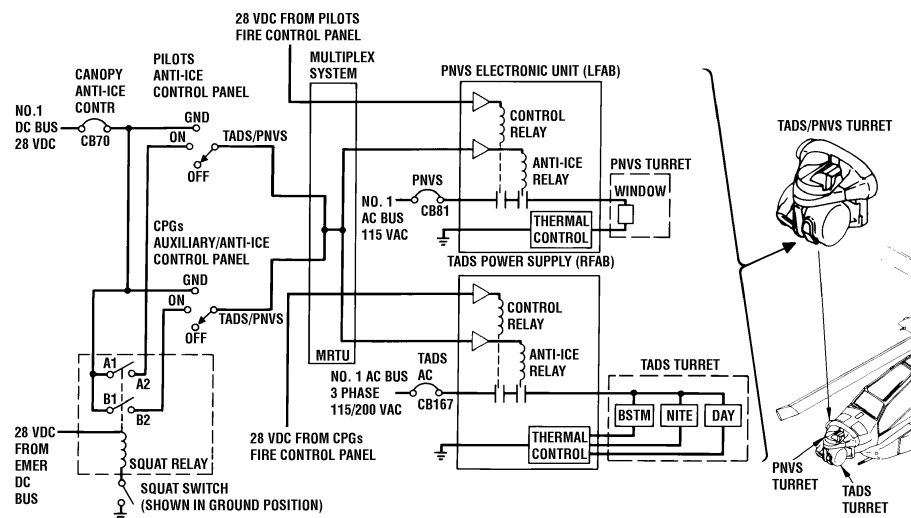 28 VDC FROM PILOTS
FIRE CONTROL PANEL
MULTIPLEX
SYSTEM
PNVS ELECTRONIC UNIT (LFAB)
CANOPY
ANTI-ICE
CONTR
PILOTS
ANTI-ICE
CONTROL PANEL
NO.1
DC BUS
28 VDC
CB70
GND
ON
TADS/PNVS
OFF
CONTROL
RELAY
ANTI-ICE
RELAY
PNVS TURRET
WINDOW
PNVS
CB81
NO. 1
AC BUS
115 VAC
THERMAL
CONTROL
TADS/PNVS TURRET
CPGs
AUXILIARY/ANTI-ICE
CONTROL PANEL
GND
ON
TADS/PNVS
OFF
TADS POWER SUPPLY (RFAB)
CONTROL
RELAY
ANTI-ICE
RELAY
MRTU
TADS
AC
CB167
NO. 1 AC BUS
3 PHASE
115/200 VAC
TADS TURRET
BSTM
NITE
DAY
THERMAL
CONTROL
28 VDC FROM CPGs
FIRE CONTROL PANEL
A1
A2
B1
B2
28 VDC
FROM
EMER
DC
BUS
SQUAT RELAY
SQUAT SWITCH
(SHOWN IN GROUND POSITION)
PNVS
TURRET
TADS
TURRET